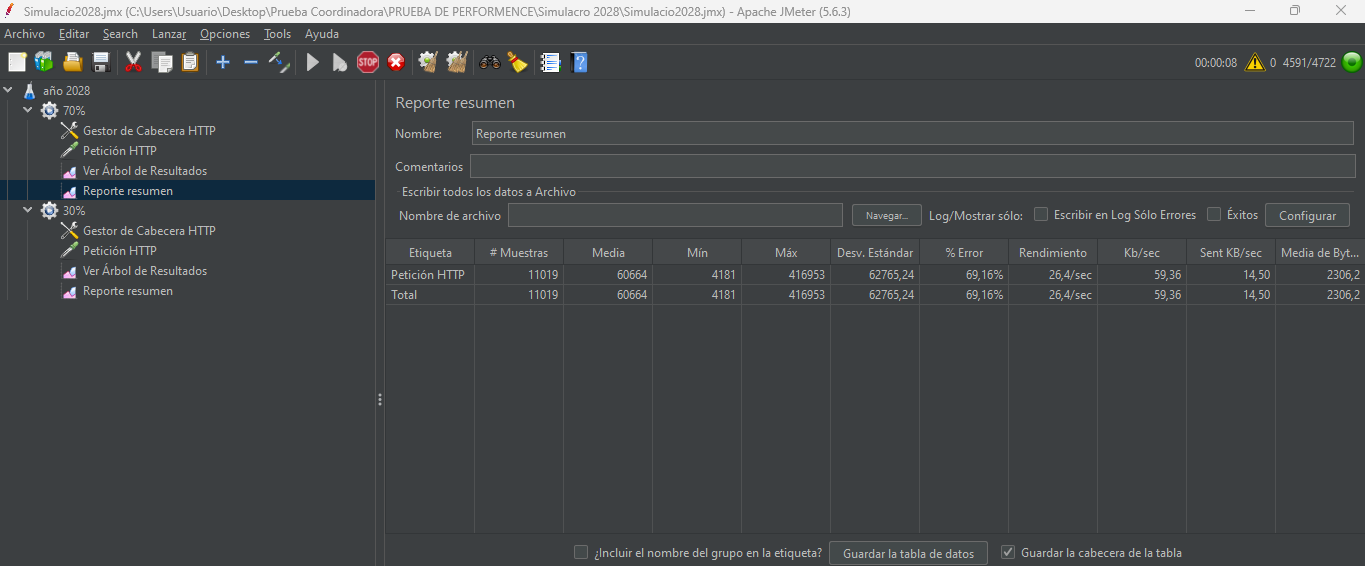 Simulacio2028.jmx (C:\Users\Usuario\Desktop\Prueba Coordinadora\PRUEBA DE PERFORMENCE\Simulacro 2028\Simulacio2028.jmx) - Apache JMeter (5.6.3)
Archivo Editar Search Lanzar Opciones Tools Ayuda
STOP 00:00:08 0 4591/4722
año 2028
70%
Gestor de Cabecera HTTP
Petición HTTP
Ver Árbol de Resultados
Reporte resumen
30%
Gestor de Cabecera HTTP
Petición HTTP
Ver Árbol de Resultados
Reporte resumen
Reporte resumen
Nombre: Reporte resumen
Comentarios
Escribir todos los datos a Archivo
Nombre de archivo Navegar... Log/Mostrar sólo: Escribir en Log Sólo Errores Éxitos Configurar
Etiqueta # Muestras Media Mín Máx Desv. Estándar % Error Rendimiento Kb/sec Sent KB/sec Media de Byt...
Petición HTTP 11019 60664 4181 416953 62765,24 69,16% 26,4/sec 59,36 14,50 2306,2
Total 11019 60664 4181 416953 62765,24 69,16% 26,4/sec 59,36 14,50 2306,2
¿Incluir el nombre del grupo en la etiqueta? Guardar la tabla de datos Guardar la cabecera de la tabla